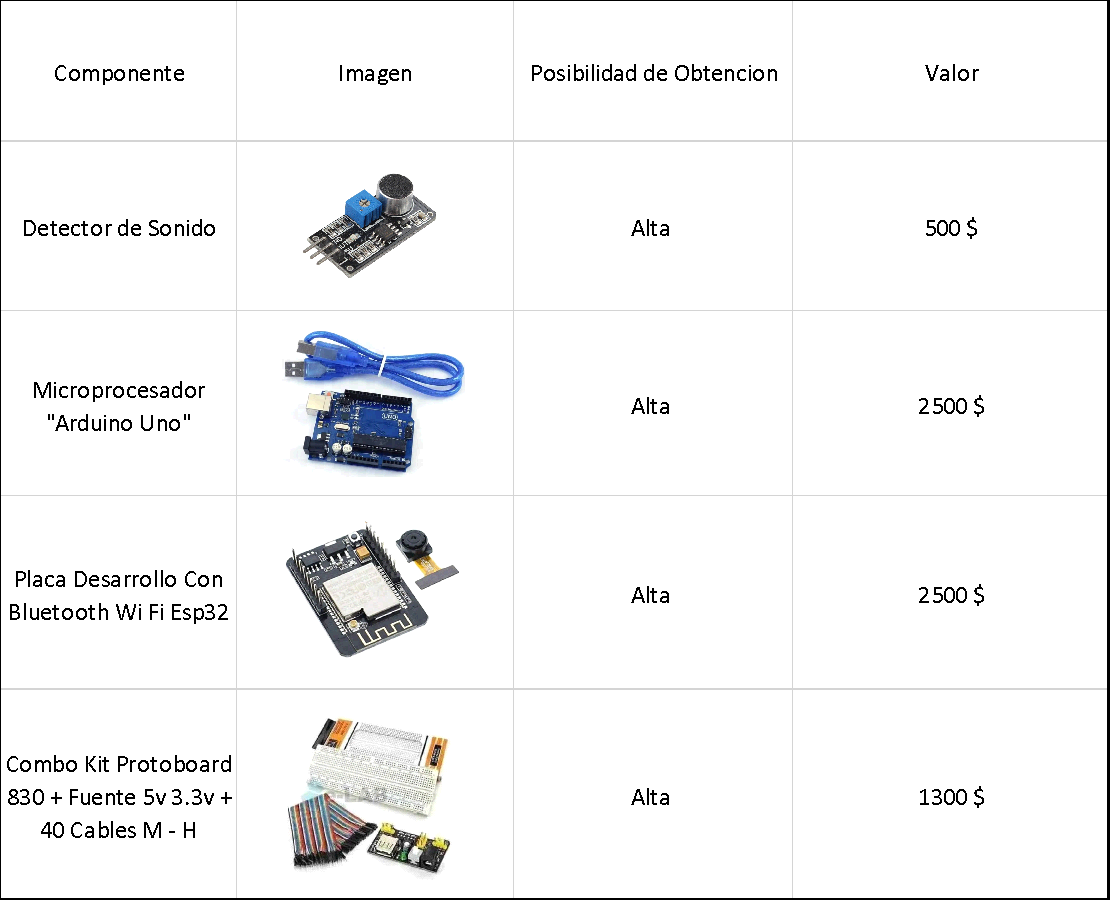 Componente
Imagen
Posibilidad de Obtencion
Valor
Detector de Sonido
Alta
500 $
Microprocesador
"Arduino Uno"
Alta
2500 $
Placa Desarrollo Con
Bluetooth Wi Fi Esp32
Alta
2500 $
Combo Kit Protoboard
830 + Fuente 5v 3.3v +
40 Cables M - H
Alta
1300 $